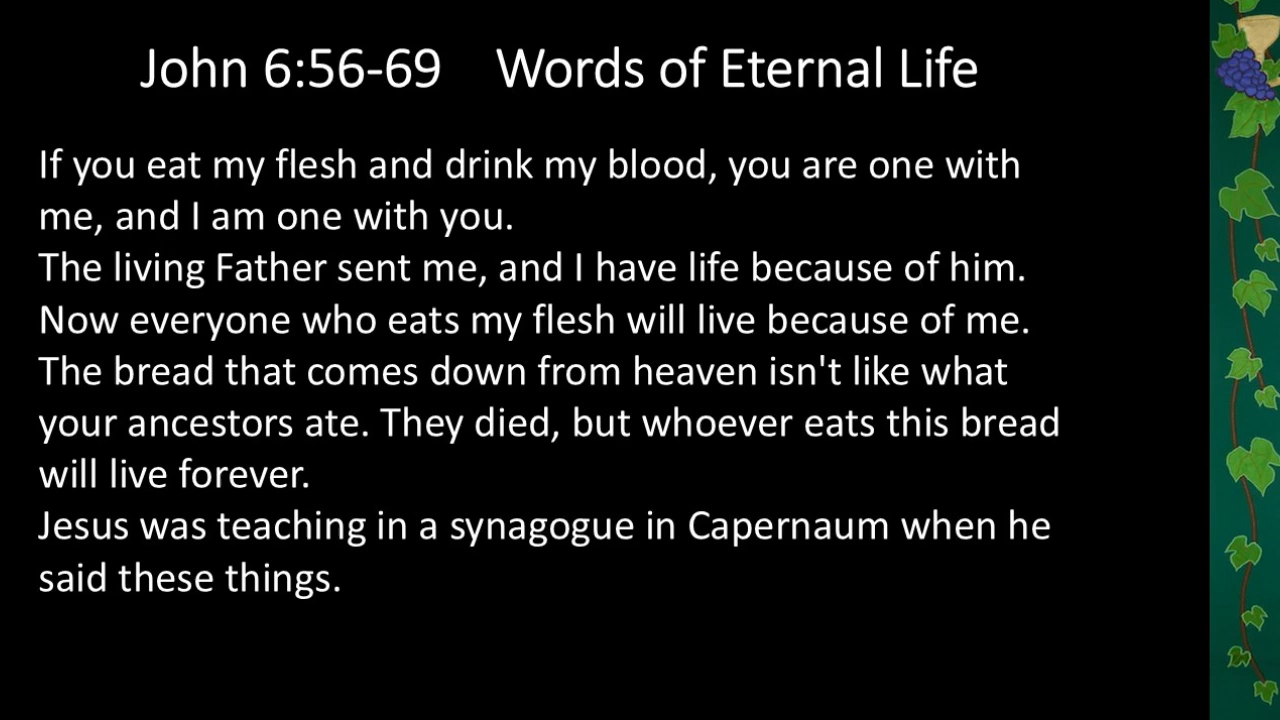 John 6:56-69 Words of Eternal Life
If you eat my flesh and drink my blood, you are one with
me, and I am one with you.
The living Father sent me, and I have life because of him.
Now everyone who eats my flesh will live because of me.
The bread that comes down from heaven isn't like what
your ancestors ate. They died, but whoever eats this bread
will live forever.
Jesus was teaching in a synagogue in Capernaum when he
said these things.